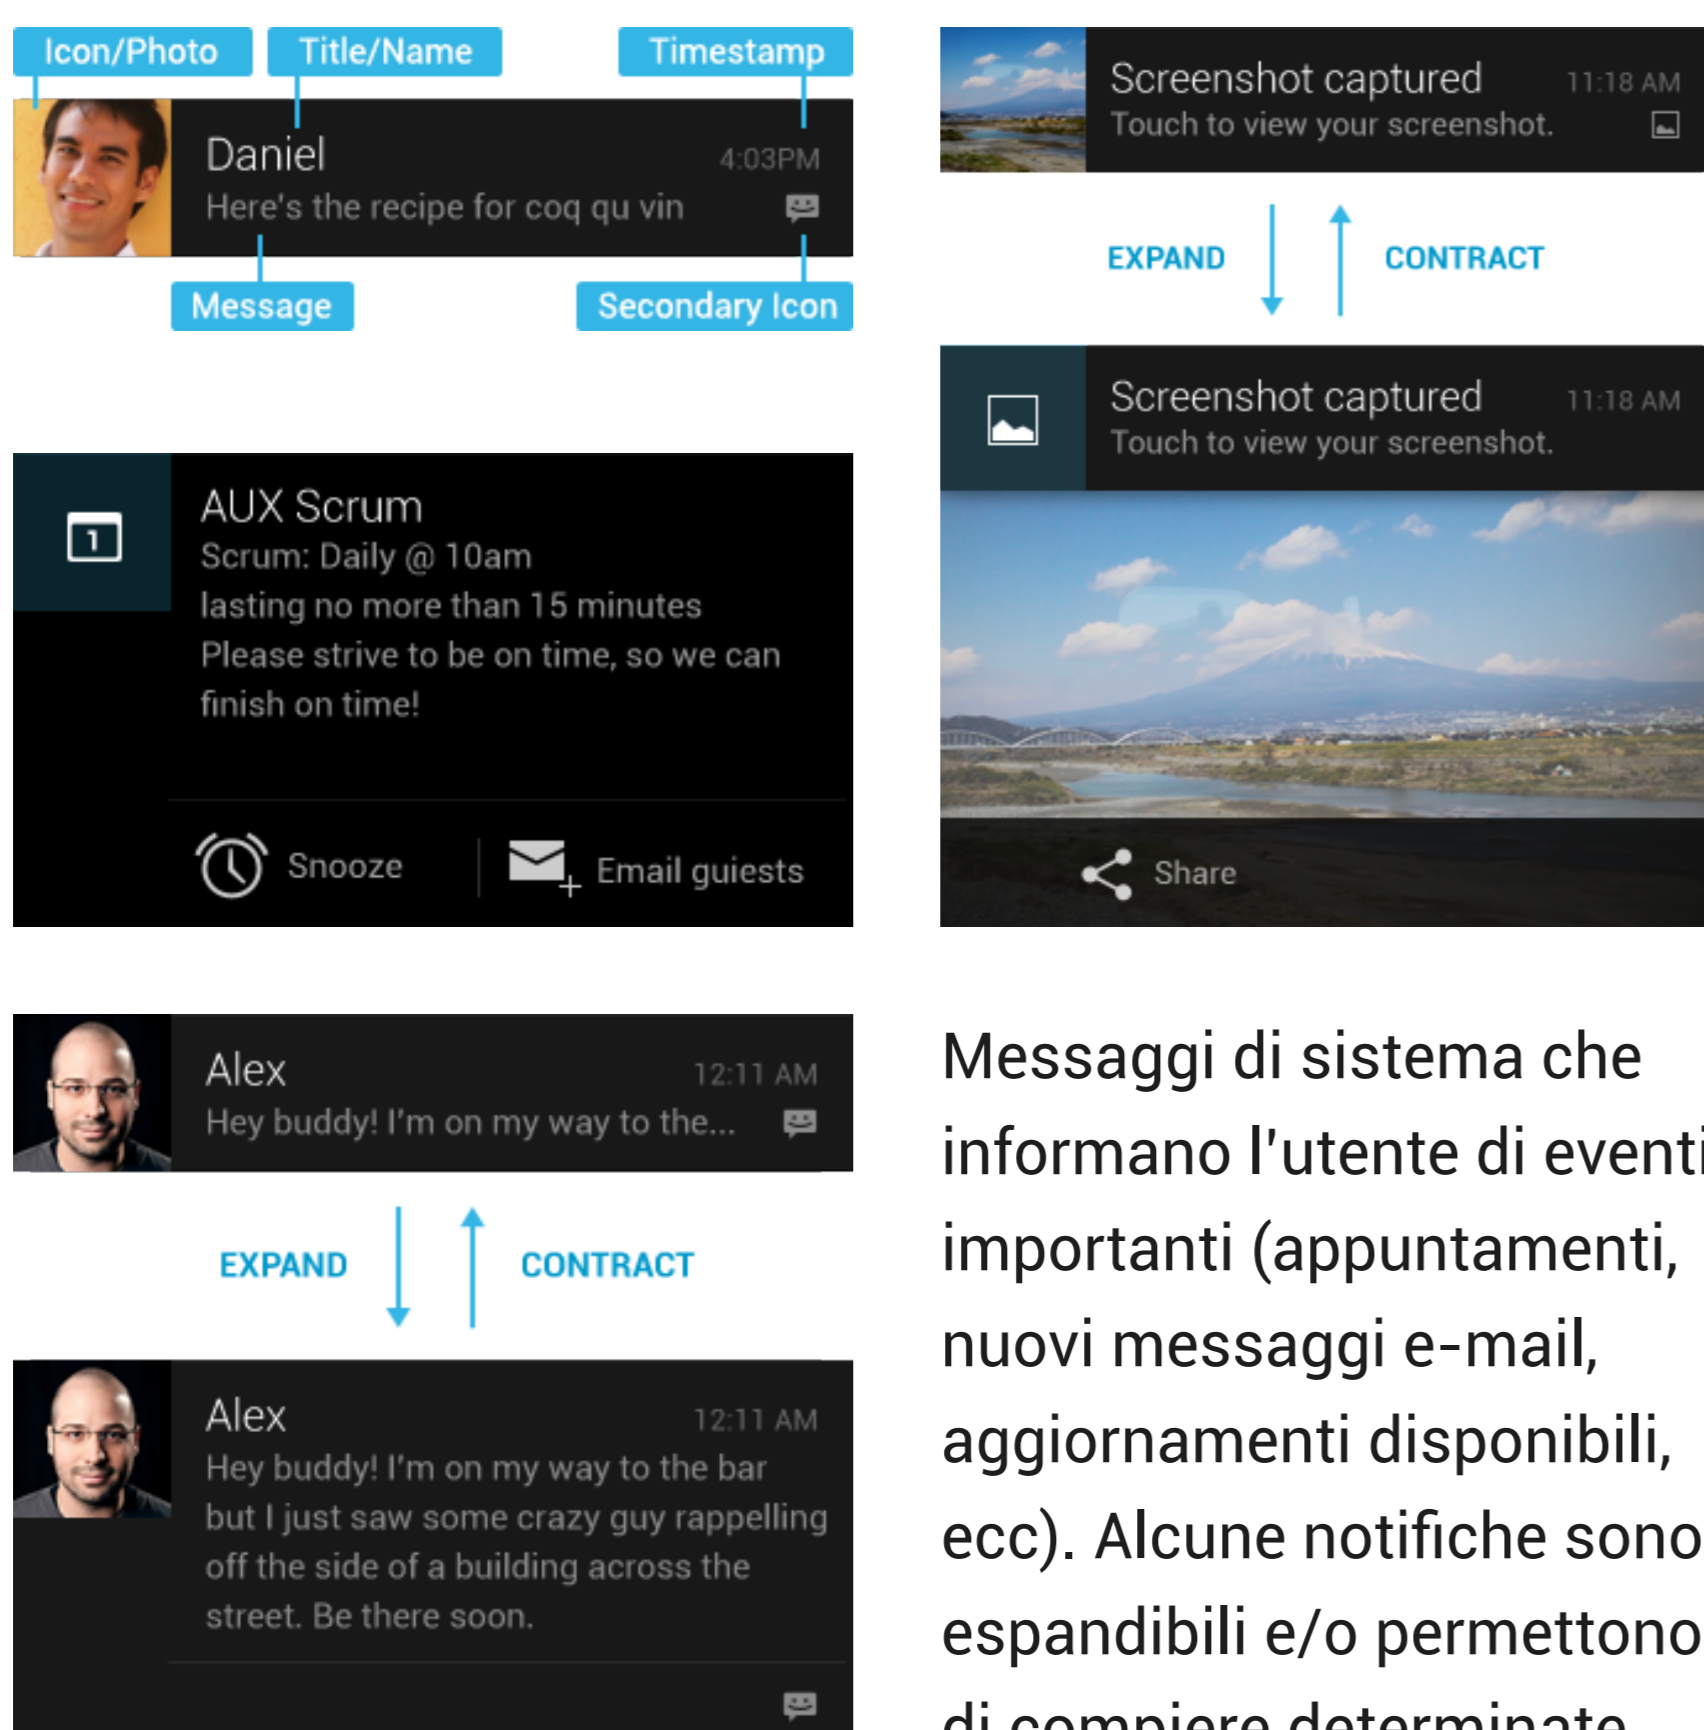 Icon/Photo Title/Name Timestamp
Daniel 4:03PM
Here's the recipe for coq qu vin
Message Secondary Icon
AUX Scrum
Scrum: Daily @ 10am
lasting no more than 15 minutes
Please strive to be on time, so we can
finish on time!
Snooze Email guiests
Alex 12:11 AM
Hey buddy! I'm on my way to the...
EXPAND CONTRACT
Alex 12:11 AM
Hey buddy! I'm on my way to the bar
but I just saw some crazy guy rappelling
off the side of a building across the
street. Be there soon.
Screenshot captured 11:18 AM
Touch to view your screenshot.
EXPAND CONTRACT
Screenshot captured 11:18 AM
Touch to view your screenshot.
Share
Messaggi di sistema che
informano l'utente di eventi
importanti (appuntamenti,
nuovi messaggi e-mail,
aggiornamenti disponibili,
ecc). Alcune notifiche sono
espandibili e/o permettono
di compiere determinate